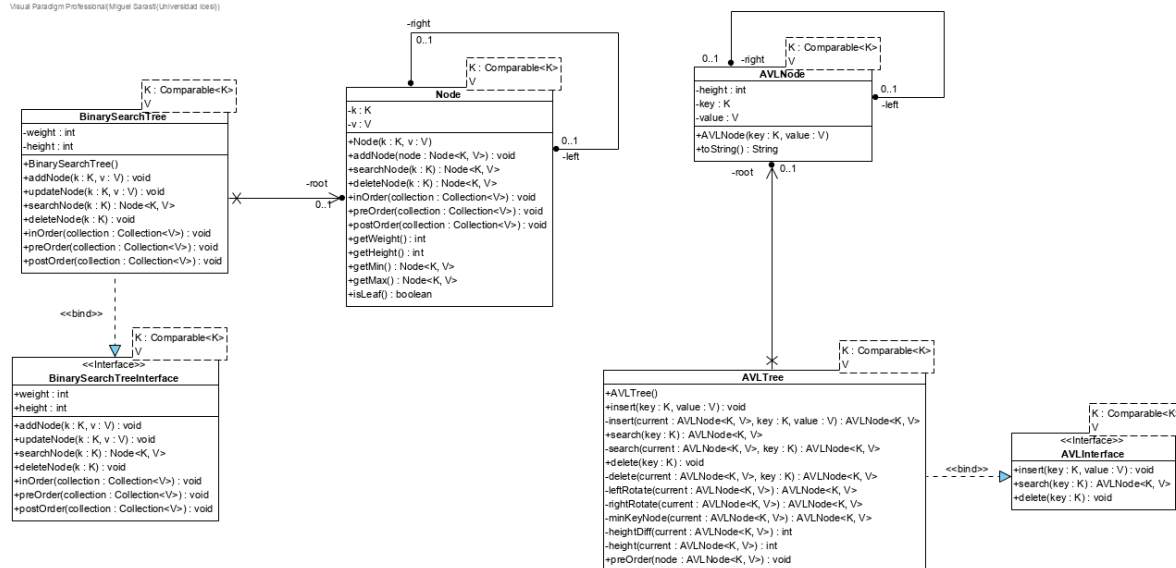 Visual Paradigm Professional(Miguel Sarasti(Universidad Icesi))
K : Comparable<K>
V
BinarySearchTree
-weight : int
-height : int
+BinarySearchTree()
+addNode(k : K, v : V) : void
+updateNode(k : K, v : V) : void
+searchNode(k : K) : Node<K, V>
+deleteNode(k : K) : void
+inOrder(collection : Collection<V>) : void
+preOrder(collection : Collection<V>) : void
+postOrder(collection : Collection<V>) : void
-root
0..1
<<bind>>
K : Comparable<K>
V
<<Interface>>
BinarySearchTreeInterface
+weight : int
+height : int
+addNode(k : K, v : V) : void
+updateNode(k : K, v : V) : void
+searchNode(k : K) : Node<K, V>
+deleteNode(k : K) : void
+inOrder(collection : Collection<V>) : void
+preOrder(collection : Collection<V>) : void
+postOrder(collection : Collection<V>) : void
-right
0..1
K : Comparable<K>
V
Node
-k : K
-v : V
+Node(k : K, v : V)
+addNode(node : Node<K, V>) : void
+searchNode(k : K) : Node<K, V>
+deleteNode(k : K) : Node<K, V>
+inOrder(collection : Collection<V>) : void
+preOrder(collection : Collection<V>) : void
+postOrder(collection : Collection<V>) : void
+getWeight() : int
+getHeight() : int
+getMin() : Node<K, V>
+getMax() : Node<K, V>
+isLeaf() : boolean
0..1
-left
0..1
-right
K : Comparable<K>
V
AVLNode
-height : int
-key : K
-value : V
+AVLNode(key : K, value : V)
+toString() : String
0..1
-left
0..1
-root
K : Comparable<K>
V
AVLTree
+AVLTree()
+insert(key : K, value : V) : void
-insert(current : AVLNode<K, V>, key : K, value : V) : AVLNode<K, V>
+search(key : K) : AVLNode<K, V>
-search(current : AVLNode<K, V>, key : K) : AVLNode<K, V>
+delete(key : K) : void
-delete(current : AVLNode<K, V>, key : K) : AVLNode<K, V>
-leftRotate(current : AVLNode<K, V>) : AVLNode<K, V>
-rightRotate(current : AVLNode<K, V>) : AVLNode<K, V>
-minKeyNode(current : AVLNode<K, V>) : AVLNode<K, V>
-heightDiff(current : AVLNode<K, V>) : int
-height(current : AVLNode<K, V>) : int
+preOrder(node : AVLNode<K, V>) : void
<<bind>>
K : Comparable<K
V
<<Interface>>
AVLInterface
+insert(key : K, value : V) : void
+search(key : K) : AVLNode<K, V>
+delete(key : K) : void